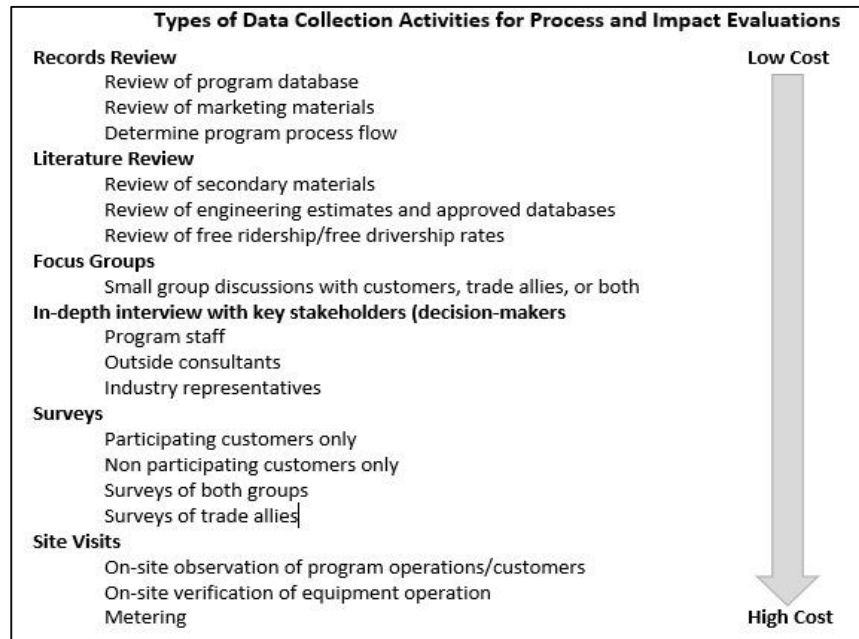 Types of Data Collection Activities for Process and Impact Evaluations
Records Review
Low Cost
Review of program database
Review of marketing materials
Determine program process flow
Literature Review
Review of secondary materials
Review of engineering estimates and approved databases
Review of free ridership/free drivership rates
Focus Groups
Small group discussions with customers, trade allies, or both
In-depth interview with key stakeholders (decision-makers
Program staff
Outside consultants
Industry representatives
Surveys
Participating customers only
Non participating customers only
Surveys of both groups
Surveys of trade allies
Site Visits
On-site observation of program operations/customers
On-site verification of equipment operation
Metering
High Cost